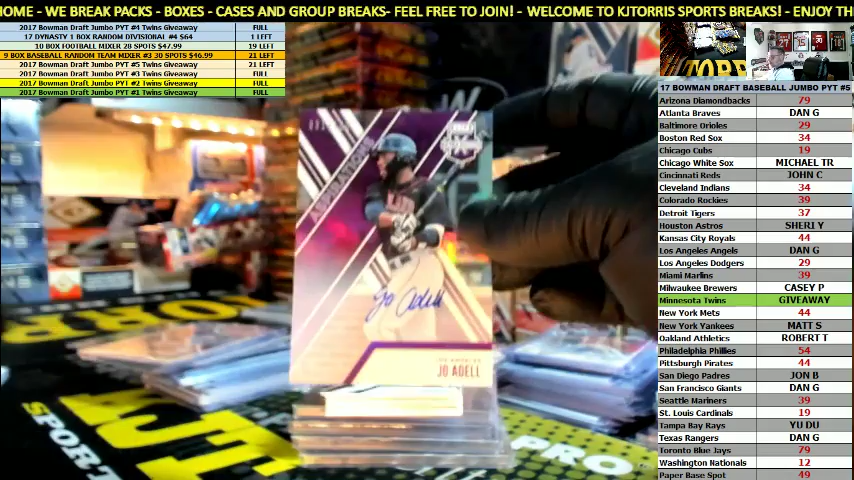 HOME - WE BREAK PACKS - BOXES - CASES AND GROUP BREAKS- FEEL FREE TO JOIN! - WELCOME TO KJTORRIS SPORTS BREAKS! - ENJOY TH
2017 Bowman Draft Jumbo PYT #4 Twins Giveaway FULL
17 DYNASTY 1 BOX RANDOM DIVISIONAL #4 $64 1 LEFT
10 BOX FOOTBALL MIXER 28 SPOTS $47.99 19 LEFT
9 BOX BASEBALL RANDOM TEAM MIXER #3 30 SPOTS $46.99 21 LEFT
2017 Bowman Draft Jumbo PYT #5 Twins Giveaway 21 LEFT
2017 Bowman Draft Jumbo PYT #3 Twins Giveaway FULL
2017 Bowman Draft Jumbo PYT #2 Twins Giveaway FULL
2017 Bowman Draft Jumbo PYT #1 Twins Giveaway FULL
17 BOWMAN DRAFT BASEBALL JUMBO PYT #5
Arizona Diamondbacks 79
Atlanta Braves DAN G
Baltimore Orioles 29
Boston Red Sox 34
Chicago Cubs 19
Chicago White Sox MICHAEL TR
Cincinnati Reds JOHN C
Cleveland Indians 34
Colorado Rockies 39
Detroit Tigers 37
Houston Astros SHERI Y
Kansas City Royals 44
Los Angeles Angels DAN G
Los Angeles Dodgers 29
Miami Marlins 39
Milwaukee Brewers CASEY P
Minnesota Twins GIVEAWAY
New York Mets 44
New York Yankees MATT S
Oakland Athletics ROBERT T
Philadelphia Phillies 54
Pittsburgh Pirates 44
San Diego Padres JON B
San Francisco Giants DAN G
Seattle Mariners 39
St. Louis Cardinals 19
Tampa Bay Rays YU DU
Texas Rangers DAN G
Toronto Blue Jays 79
Washington Nationals 12
Paper Base Spot 49
ASPIRATIONS
Jo Adell
LOS ANGELES
JO ADELL
SPORT
KJT
PRO